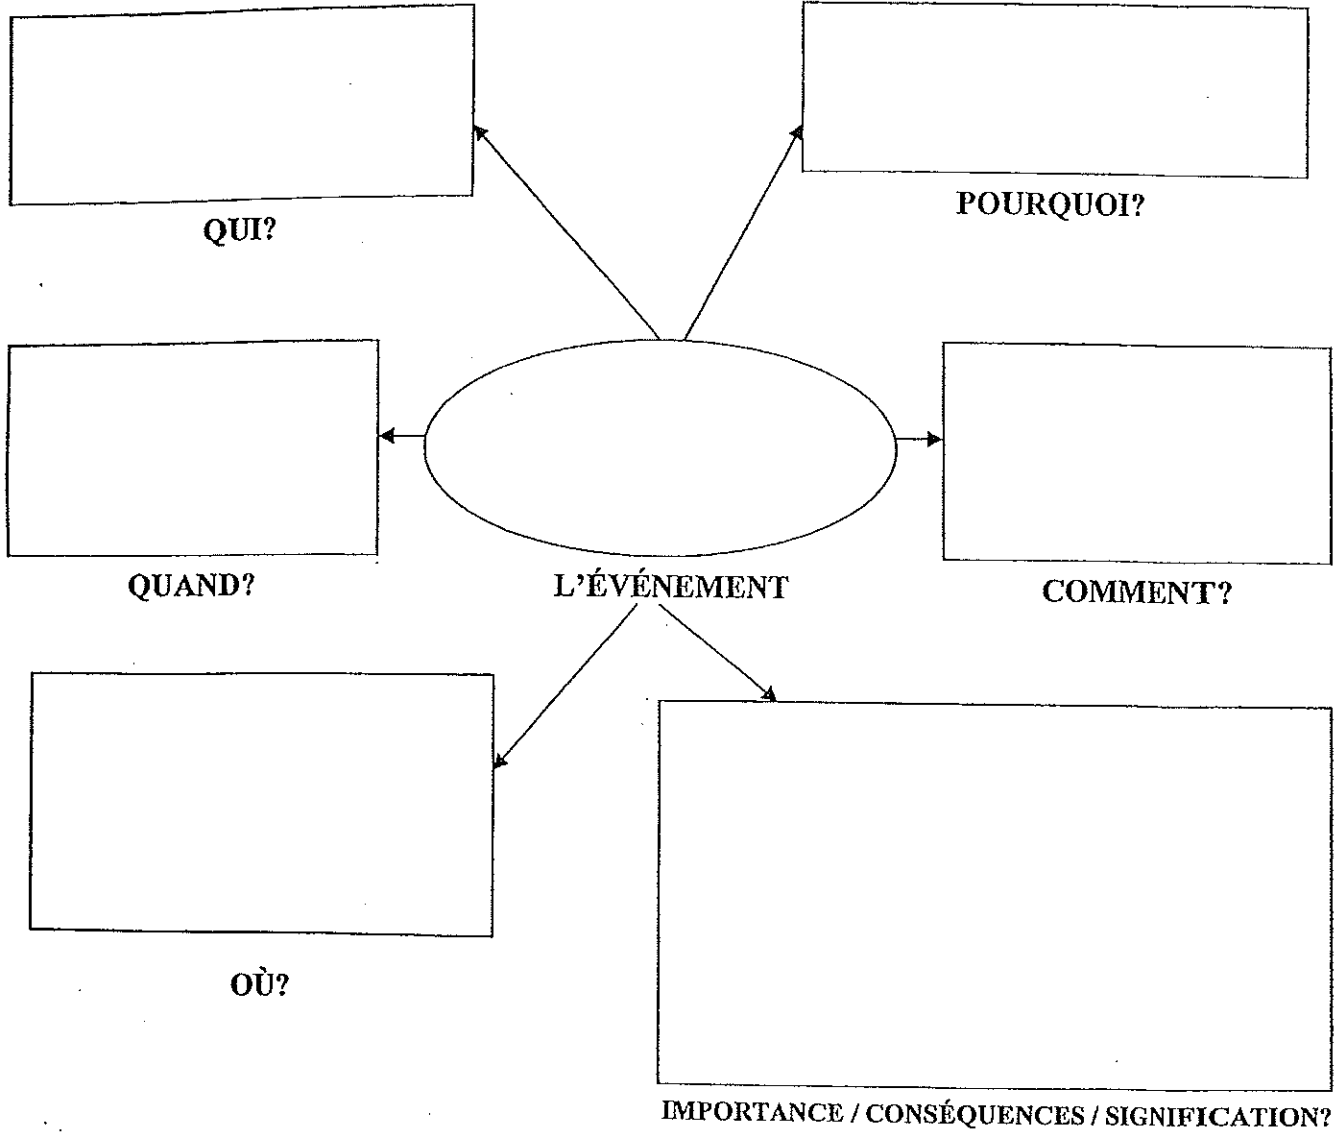 QUI?
POURQUOI?
QUAND?
L'ÉVÉNEMENT
COMMENT?
OÙ?
IMPORTANCE / CONSÉQUENCES / SIGNIFICATION?